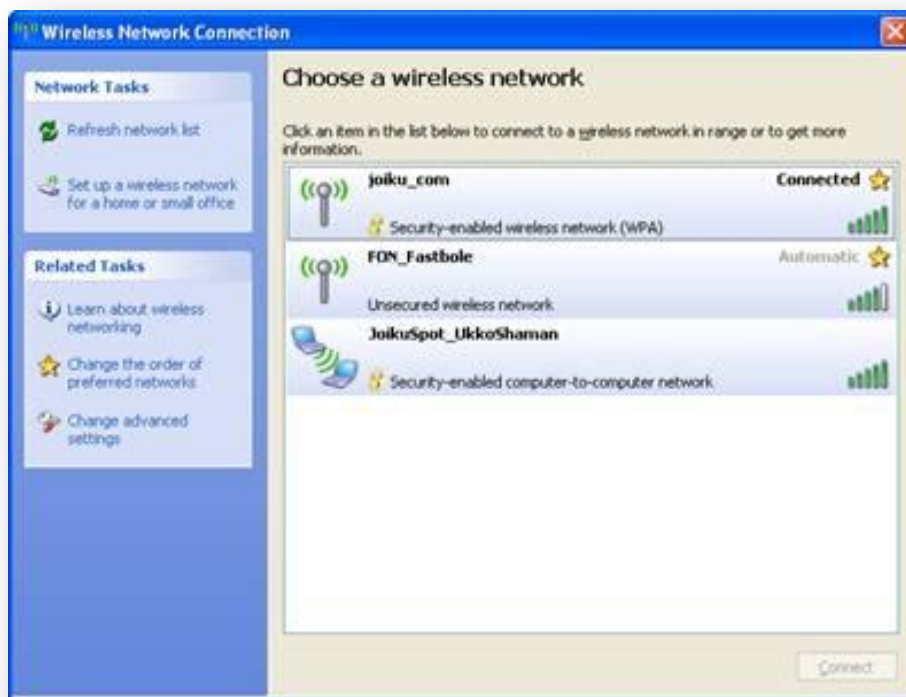 Wireless Network Connection
Network Tasks
Refresh network list
Set up a wireless network
for a home or small office
Related Tasks
Learn about wireless
networking
Change the order of
preferred networks
Change advanced
settings
Choose a wireless network
Click an item in the list below to connect to a wireless network in range or to get more
information.
joiku_com
Connected
Security-enabled wireless network (WPA)
FON_Fastbole
Automatic
Unsecured wireless network
JoikuSpot_UkkoShaman
Security-enabled computer-to-computer network
Connect